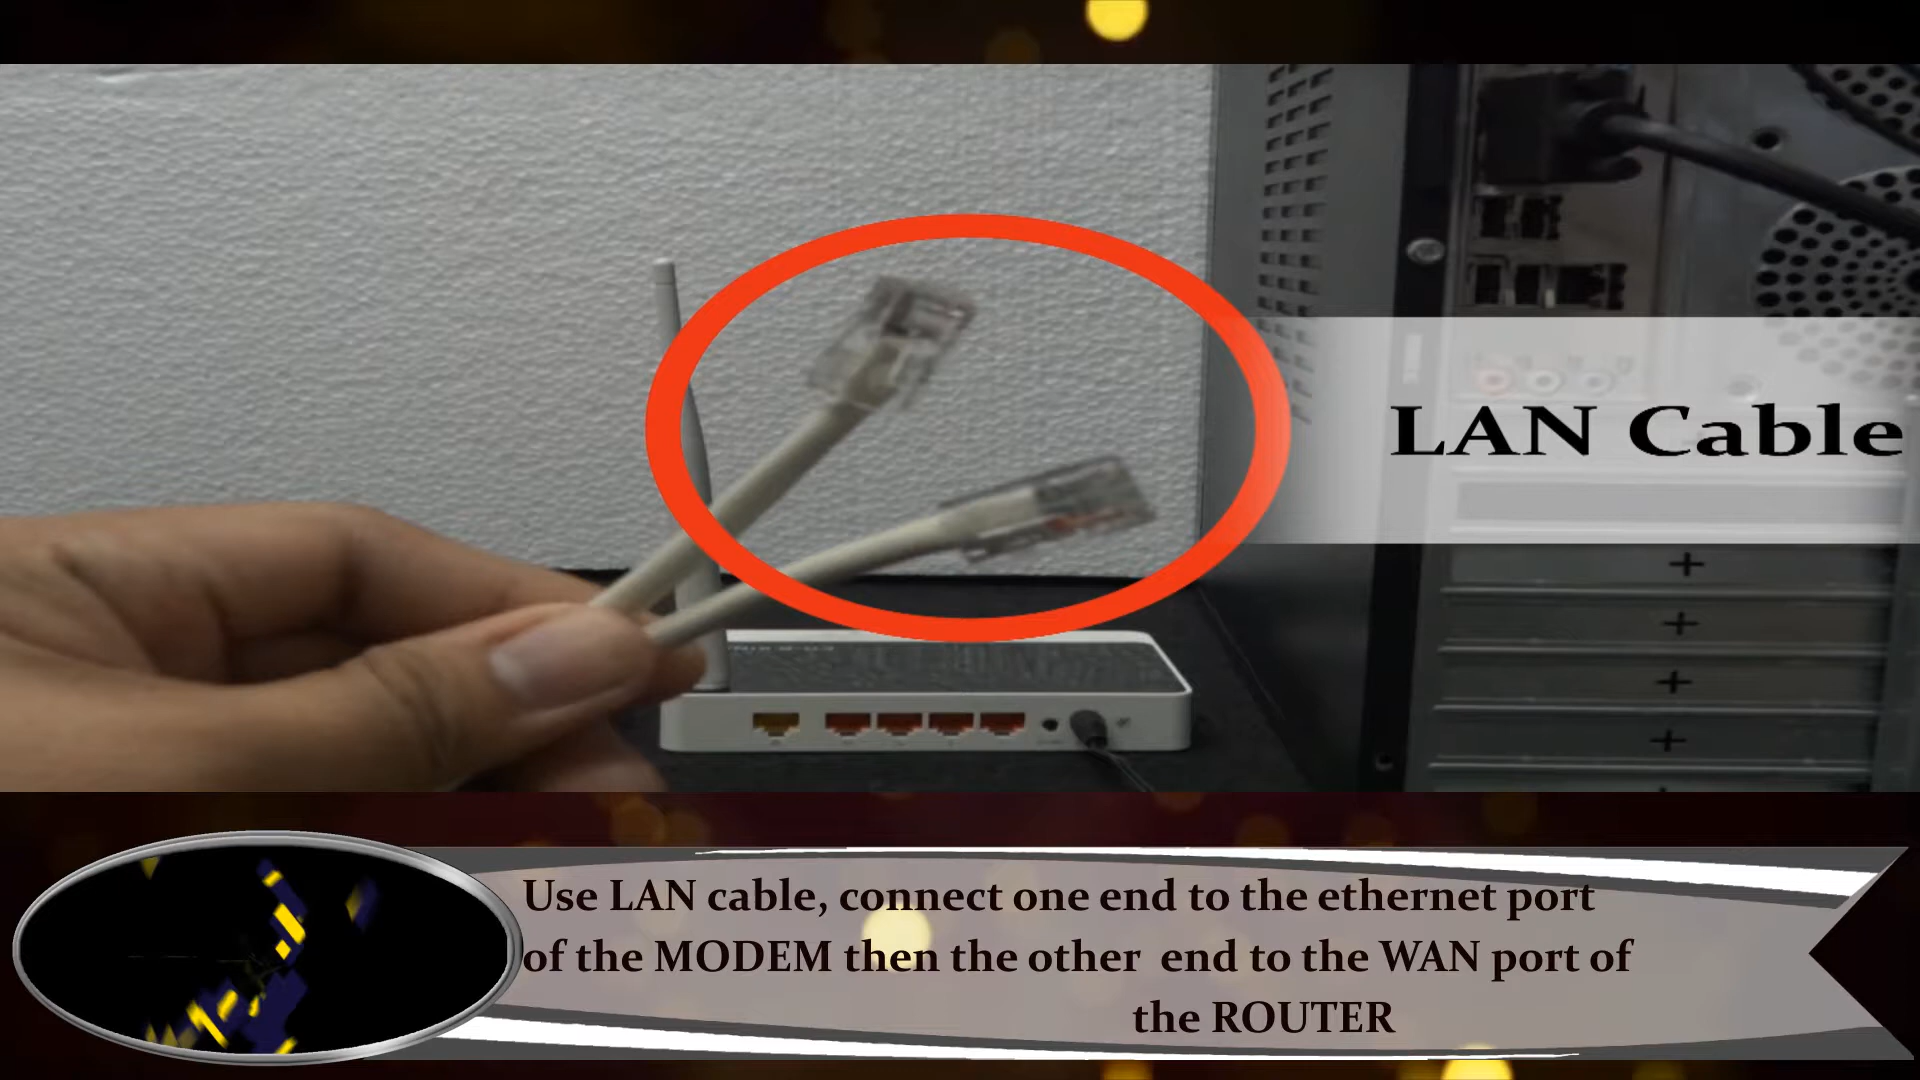 LAN Cable
Use LAN cable, connect one end to the ethernet port
of the MODEM then the other end to the WAN port of
the ROUTER